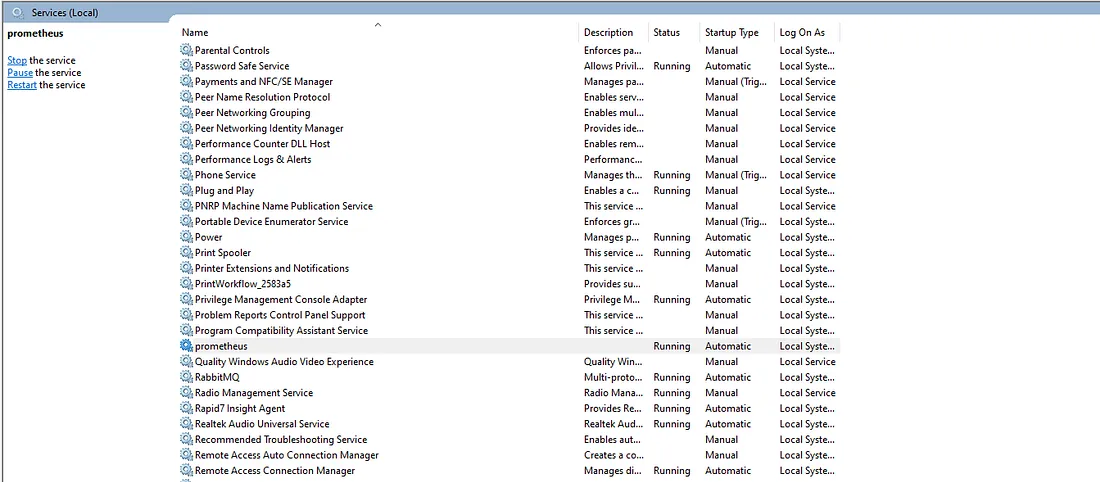 Services (Local)
prometheus
Stop the service
Pause the service
Restart the service
Name Description Status Startup Type Log On As
Parental Controls Enforces pa... Manual Local Syste...
Password Safe Service Allows Privil... Running Automatic Local Syste...
Payments and NFC/SE Manager Manages pa... Manual (Trig... Local Service
Peer Name Resolution Protocol Enables serv... Manual Local Service
Peer Networking Grouping Enables mul... Manual Local Service
Peer Networking Identity Manager Provides ide... Manual Local Service
Performance Counter DLL Host Enables rem... Manual Local Service
Performance Logs & Alerts Performanc... Manual Local Service
Phone Service Manages th... Running Manual (Trig... Local Service
Plug and Play Enables a c... Running Manual Local Syste...
PNRP Machine Name Publication Service This service ... Manual Local Service
Portable Device Enumerator Service Enforces gr... Manual (Trig... Local Syste...
Power Manages p... Running Automatic Local Syste...
Print Spooler This service ... Running Automatic Local Syste...
Printer Extensions and Notifications This service ... Manual Local Syste...
PrintWorkflow_2583a5 Provides su... Manual Local Syste...
Privilege Management Console Adapter Privilege M... Running Automatic Local Syste...
Problem Reports Control Panel Support This service ... Manual Local Syste...
Program Compatibility Assistant Service This service ... Manual Local Syste...
prometheus Running Automatic Local Syste...
Quality Windows Audio Video Experience Quality Win... Manual Local Service
RabbitMQ Multi-proto... Running Automatic Local Syste...
Radio Management Service Radio Mana... Running Manual Local Service
Rapid7 Insight Agent Provides Re... Running Automatic Local Syste...
Realtek Audio Universal Service Realtek Aud... Running Automatic Local Syste...
Recommended Troubleshooting Service Enables aut... Manual Local Syste...
Remote Access Auto Connection Manager Creates a co... Manual Local Syste...
Remote Access Connection Manager Manages di... Running Automatic Local Syste...